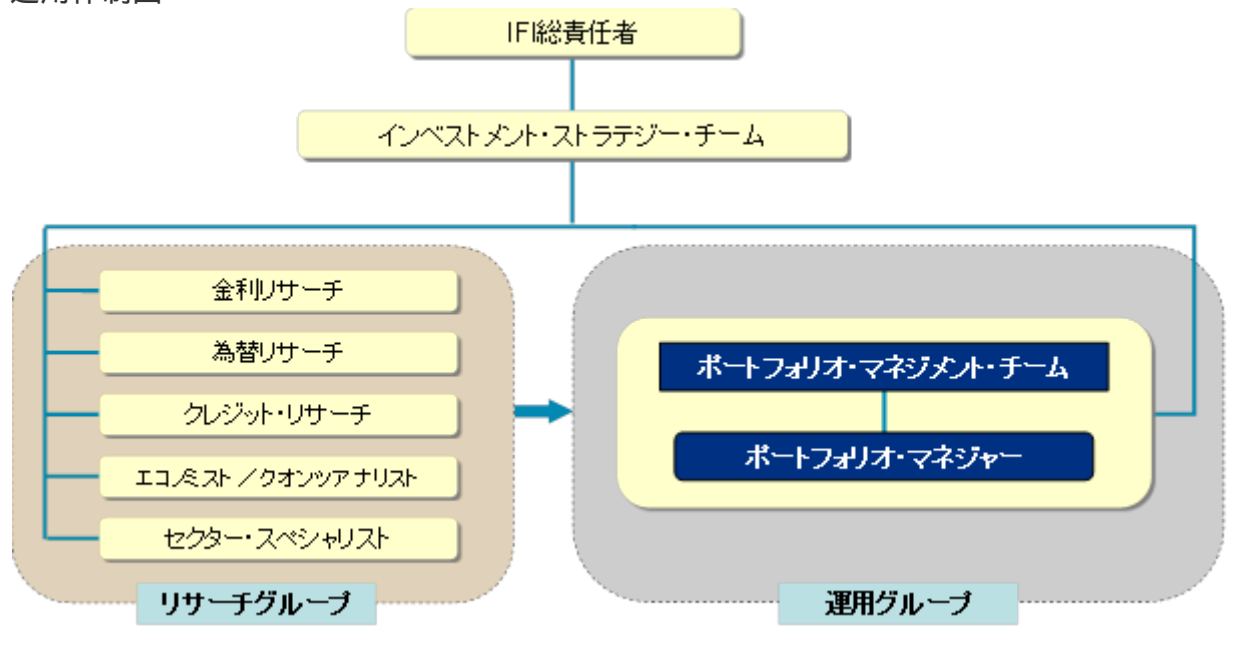 IFI総責任者
インベストメント・ストラテジー・チーム
金利リサーチ
為替リサーチ
クレジット・リサーチ
エコノミスト／クオンツアナリスト
セクター・スペシャリスト
リサーチグループ
ポートフォリオ・マネジメント・チーム
ポートフォリオ・マネジャー
運用グループ